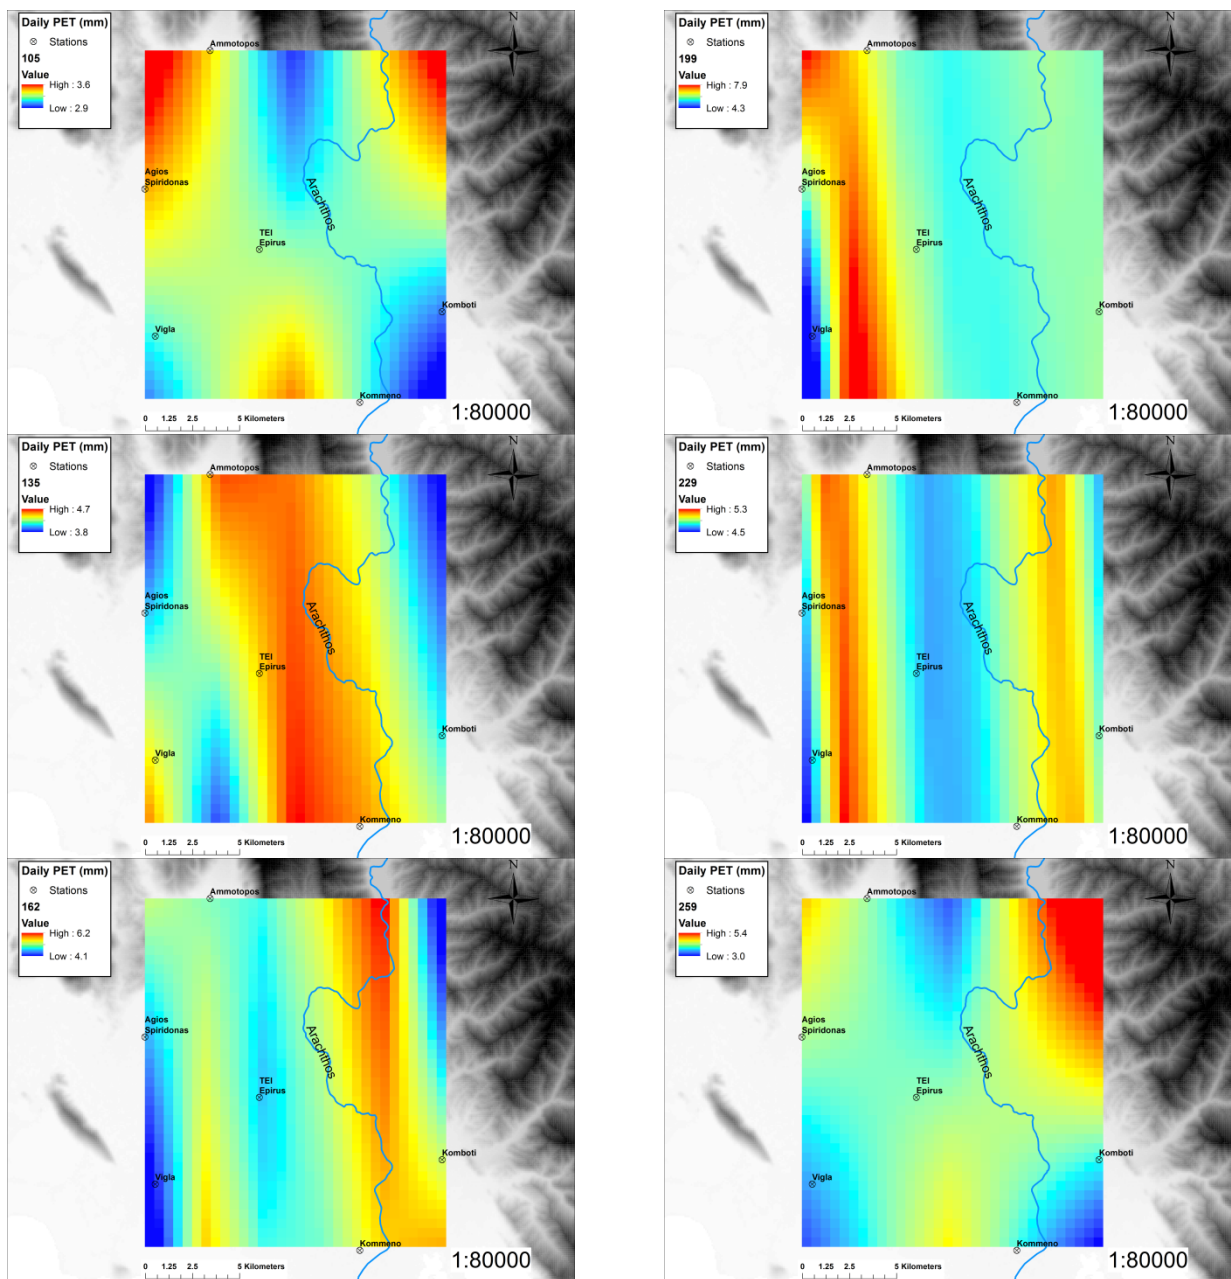 Daily PET (mm)
Stations
105
Value
High : 3.6
Low : 2.9
N
Ammotopos
Agios
Spiridonas
Arachthos
TEI
Epirus
Komboti
Vigla
Kommeno
0 1.25 2.5 5 Kilometers
1:80000
Daily PET (mm)
Stations
199
Value
High : 7.9
Low : 4.3
N
Ammotopos
Agios
Spiridonas
Arachthos
TEI
Epirus
Komboti
Vigla
Kommeno
0 1.25 2.5 5 Kilometers
1:80000
Daily PET (mm)
Stations
135
Value
High : 4.7
Low : 3.8
N
Ammotopos
Agios
Spiridonas
Arachthos
TEI
Epirus
Komboti
Vigla
Kommeno
0 1.25 2.5 5 Kilometers
1:80000
Daily PET (mm)
Stations
229
Value
High : 5.3
Low : 4.5
N
Ammotopos
Agios
Spiridonas
Arachthos
TEI
Epirus
Komboti
Vigla
Kommeno
0 1.25 2.5 5 Kilometers
1:80000
Daily PET (mm)
Stations
162
Value
High : 6.2
Low : 4.1
N
Ammotopos
Agios
Spiridonas
Arachthos
TEI
Epirus
Komboti
Vigla
Kommeno
0 1.25 2.5 5 Kilometers
1:80000
Daily PET (mm)
Stations
259
Value
High : 5.4
Low : 3.0
N
Ammotopos
Agios
Spiridonas
Arachthos
TEI
Epirus
Komboti
Vigla
Kommeno
0 1.25 2.5 5 Kilometers
1:80000